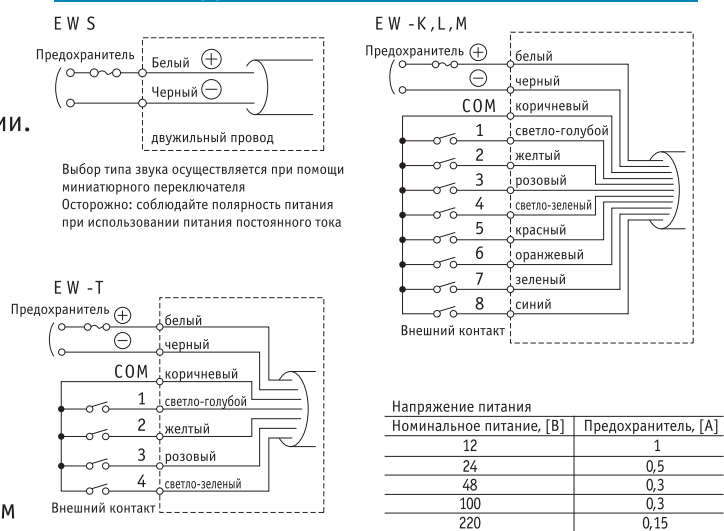 EWS
Предохранитель
Белый +
Черный −
двужильный провод
ии.
Выбор типа звука осуществляется при помощи
миниатюрного переключателя
Осторожно: соблюдайте полярность питания
при использовании питания постоянного тока
EW-K,L,M
Предохранитель +
белый
−
черный
COM коричневый
1 светло-голубой
2 желтый
3 розовый
4 светло-зеленый
5 красный
6 оранжевый
7 зеленый
8 синий
Внешний контакт
EW-T
Предохранитель +
белый
−
черный
COM коричневый
1 светло-голубой
2 желтый
3 розовый
4 светло-зеленый
Внешний контакт
м
Напряжение питания
Номинальное питание, [В] Предохранитель, [А]
12 1
24 0,5
48 0,3
100 0,3
220 0,15